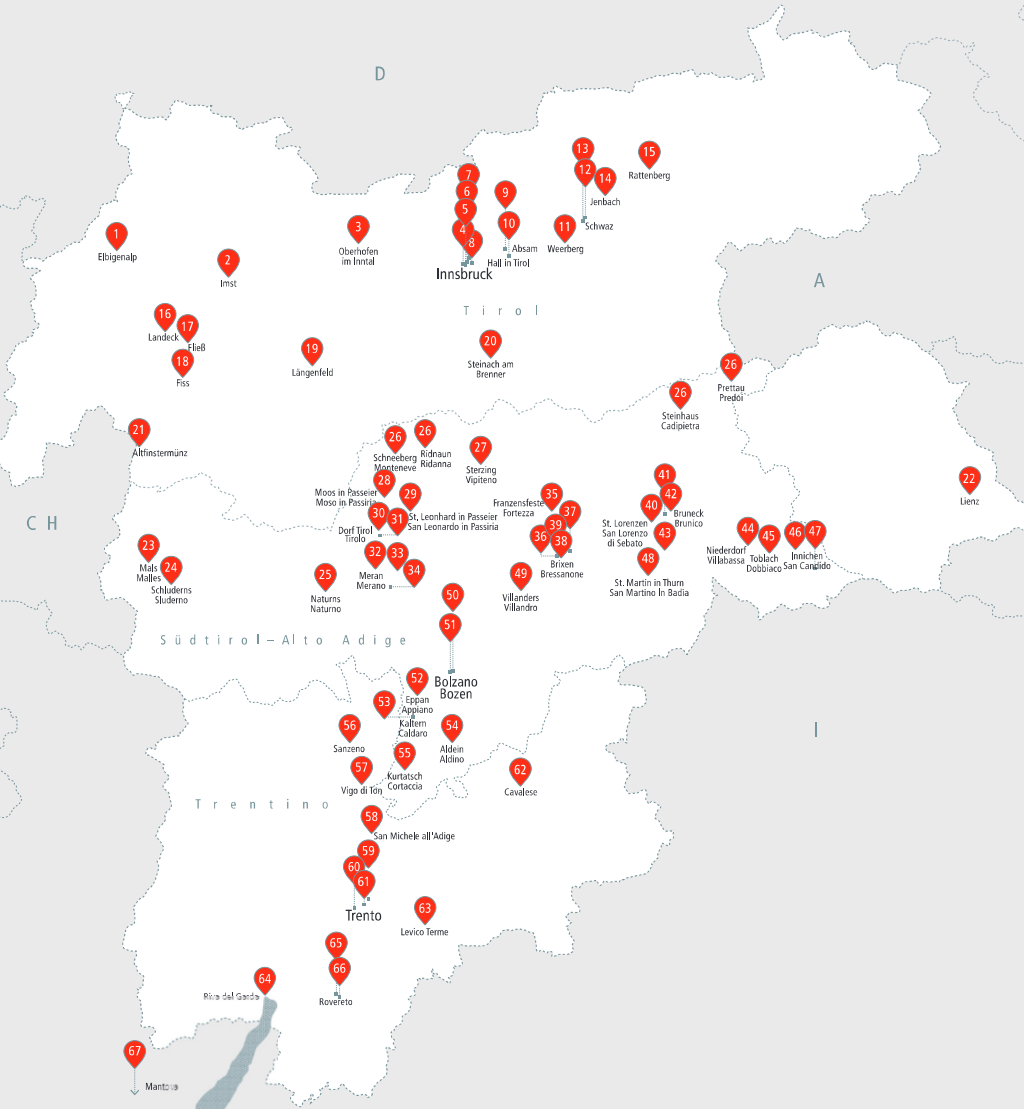 D
13
15
12
7
Rattenberg
14
6
9
Jenbach
5
10
11
3
4
8
Schwaz
1
Absam
Weerberg
Elbigenalp
Oberhofen
im Inntal
Hall in Tirol
2
Innsbruck
Imst
A
Tirol
16
17
Landeck
Fließ
20
19
18
Steinach am
Brenner
Längenfeld
Fiss
26
Prettau
Predoi
26
Steinhaus
Cadipietra
21
Altfinstermünz
26
Schneeberg
Monteneve
26
Ridnaun
Ridanna
27
Sterzing
Vipiteno
28
Moos in Passeier
Moso in Passiria
29
St. Leonhard in Passeier
San Leonardo in Passiria
35
Franzensfeste
Fortezza
41
42
Bruneck
Brunico
40
St. Lorenzen
San Lorenzo
di Sebato
22
Lienz
CH
30
31
Dorf Tirol
Tirolo
37
39
36
38
Brixen
Bressanone
43
44
Niederdorf
Villabassa
45
Toblach
Dobbiaco
46
47
Innichen
San Candido
23
Mals
Malles
24
Schluderns
Sluderno
32
33
34
Meran
Merano
25
Naturns
Naturno
49
Villanders
Villandro
48
St. Martin in Thurn
San Martino In Badia
50
51
Südtirol–Alto Adige
Bolzano
Bozen
52
Eppan
Appiano
53
Kaltern
Caldaro
56
Sanzeno
54
Aldein
Aldino
I
55
Kurtatsch
Cortaccia
57
Vigo di Ton
62
Cavalese
Trentino
58
San Michele all'Adige
59
60
61
Trento
63
Levico Terme
65
66
Rovereto
64
Riva del Garda
67
Mantova